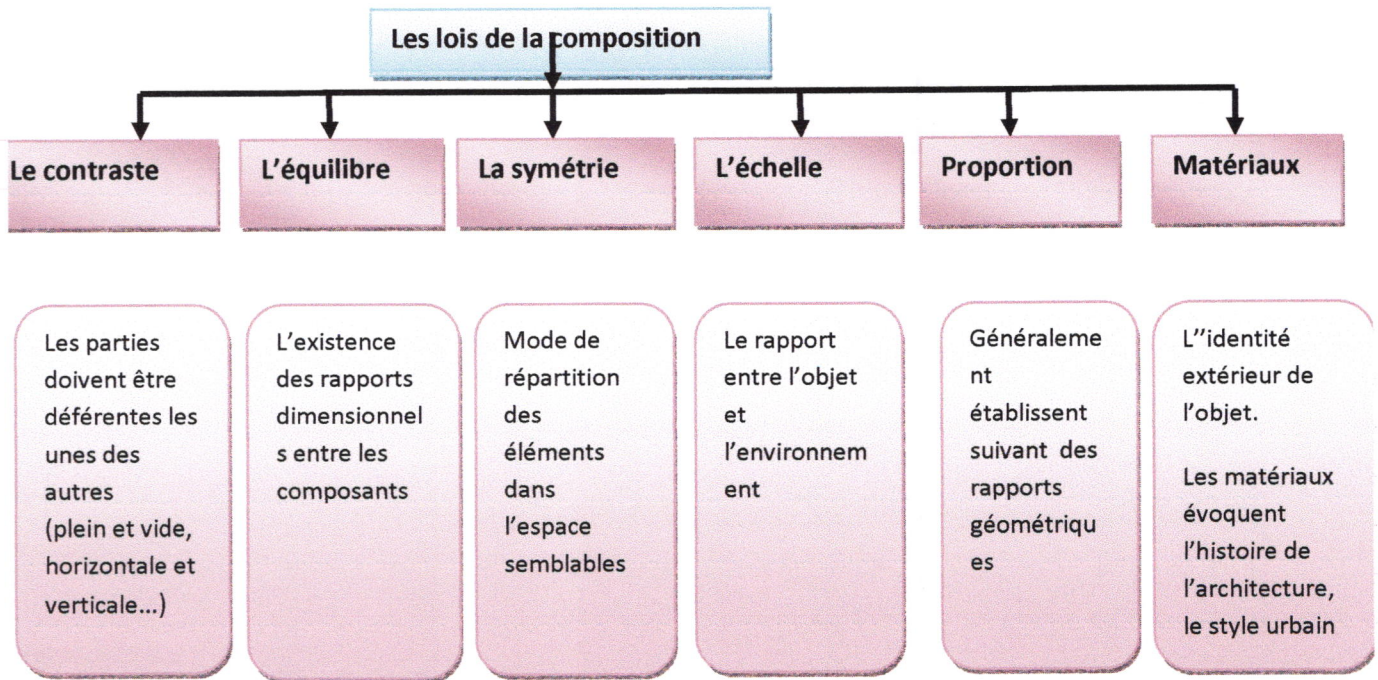 Les lois de la composition
Le contraste
L'équilibre
La symétrie
L'échelle
Proportion
Matériaux
Les parties
doivent être
déférentes les
unes des
autres
(plein et vide,
horizontale et
verticale...)
L'existence
des rapports
dimensionnel
s entre les
composants
Mode de
répartition
des
éléments
dans
l'espace
semblables
Le rapport
entre l'objet
et
l'environnem
ent
Généraleme
nt
établissent
suivant des
rapports
géométriqu
es
L''identité
extérieur de
l'objet.
Les matériaux
évoquent
l'histoire de
l'architecture,
le style urbain